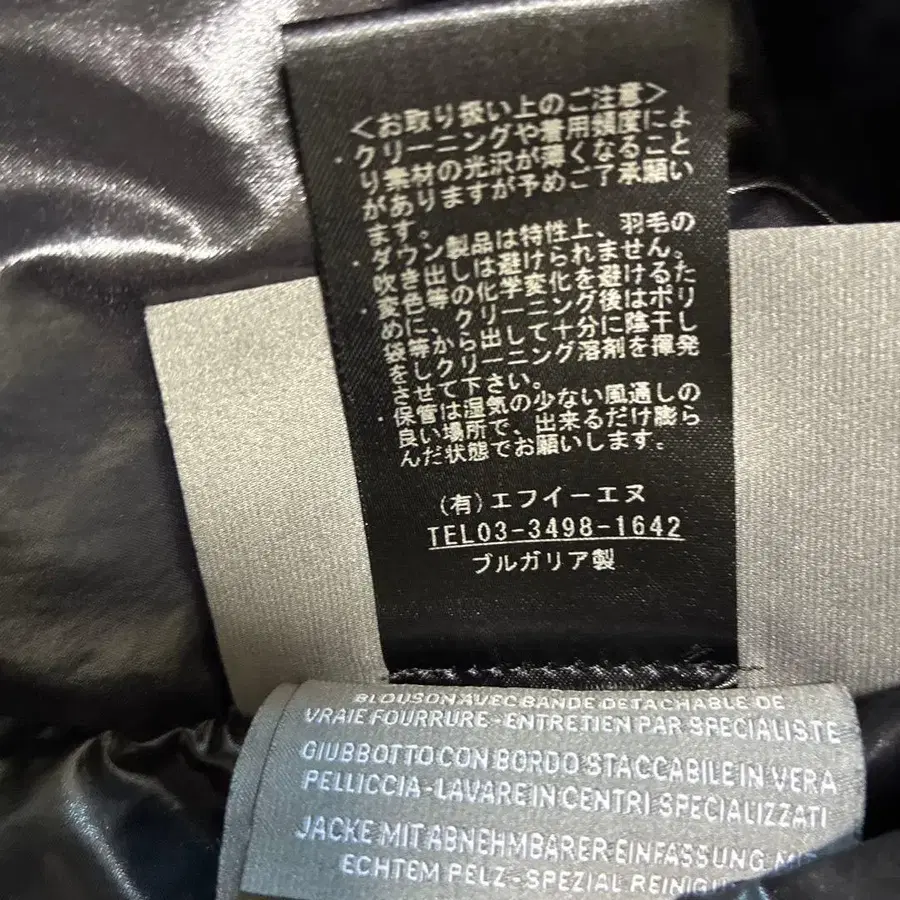 ＜お取り扱い上のご注意＞
・クリーニングや着用頻度によ
り素材の光沢が薄くなること
がありますが予めご了承願い
ます。
・ダウン製品は特性上、羽毛の
吹き出しは避けられません。
変色等の化学変化を避けるた
めに、クリーニング後はポリ
袋等から出して十分に陰干し
をしクリーニング溶剤を揮発
させて下さい。
・保管は湿気の少ない風通しの
良い場所で、出来るだけ膨ら
んだ状態でお願いします。
(有)エフイーエヌ
TEL03-3498-1642
ブルガリア製
BLOUSON AVEC BANDE DETACHABLE DE
VRAIE FOURRURE - ENTRETIEN PAR SPECIALISTE
GIUBBOTTO CON BORDO STACCABILE IN VERA
PELLICCIA - LAVARE IN CENTRI SPECIALIZZATI
JACKE MIT ABNEHMBARER EINFASSUNG
ECHTEM PELZ - SPEZIAL